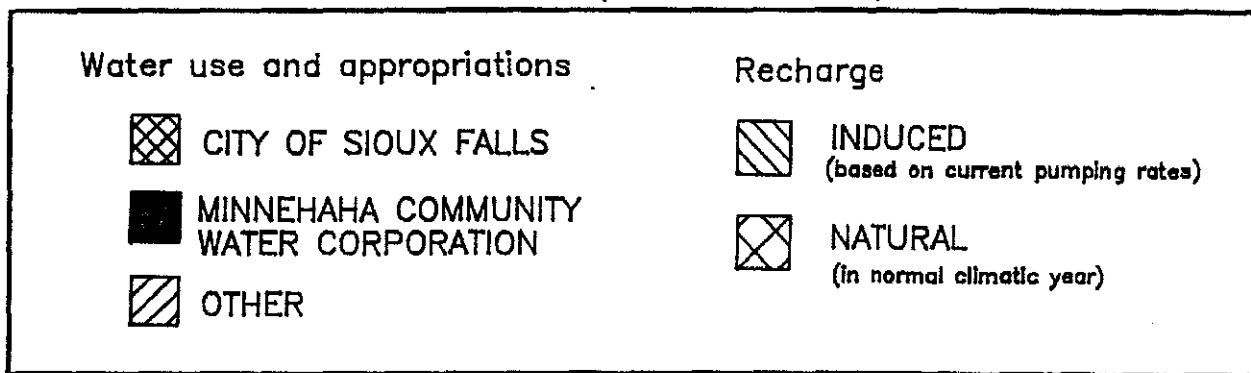 Water use and appropriations
CITY OF SIOUX FALLS
MINNEHAHA COMMUNITY
WATER CORPORATION
OTHER
Recharge
INDUCED
(based on current pumping rates)
NATURAL
(in normal climatic year)